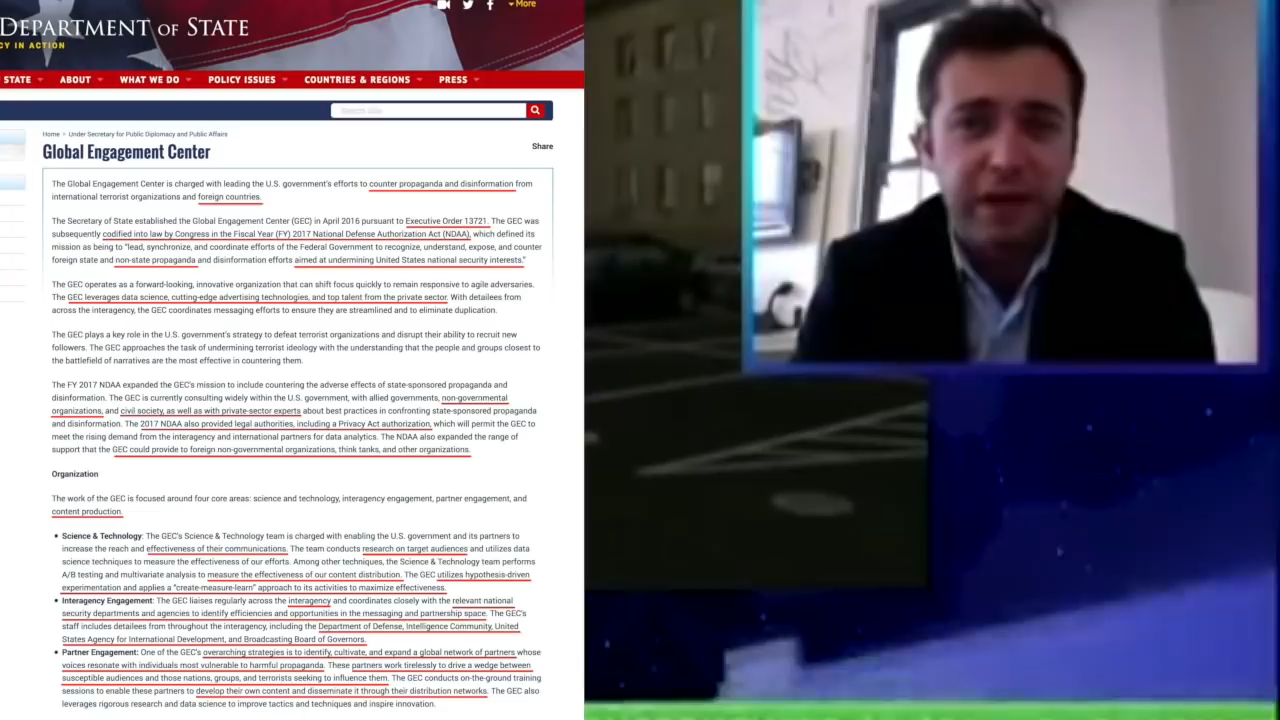 DEPARTMENT OF STATE
CY IN ACTION
More
STATE ABOUT WHAT WE DO POLICY ISSUES COUNTRIES & REGIONS PRESS
Home » Under Secretary for Public Diplomacy and Public Affairs
Global Engagement Center
Share
The Global Engagement Center is charged with leading the U.S. government's efforts to counter propaganda and disinformation from
international terrorist organizations and foreign countries.
The Secretary of State established the Global Engagement Center (GEC) in April 2016 pursuant to Executive Order 13721. The GEC was
subsequently codified into law by Congress in the Fiscal Year (FY) 2017 National Defense Authorization Act (NDAA), which defined its
mission as being to "lead, synchronize, and coordinate efforts of the Federal Government to recognize, understand, expose, and counter
foreign state and non-state propaganda and disinformation efforts aimed at undermining United States national security interests."
The GEC operates as a forward-looking, innovative organization that can shift focus quickly to remain responsive to agile adversaries.
The GEC leverages data science, cutting-edge advertising technologies, and top talent from the private sector. With detailees from
across the interagency, the GEC coordinates messaging efforts to ensure they are streamlined and to eliminate duplication.
The GEC plays a key role in the U.S. government's strategy to defeat terrorist organizations and disrupt their ability to recruit new
followers. The GEC approaches the task of undermining terrorist ideology with the understanding that the people and groups closest to
the battlefield of narratives are the most effective in countering them.
The FY 2017 NDAA expanded the GEC's mission to include countering the adverse effects of state-sponsored propaganda and
disinformation. The GEC is currently consulting widely within the U.S. government, with allied governments, non-governmental
organizations, and civil society, as well as with private-sector experts about best practices in confronting state-sponsored propaganda
and disinformation. The 2017 NDAA also provided legal authorities, including a Privacy Act authorization, which will permit the GEC to
meet the rising demand from the interagency and international partners for data analytics. The NDAA also expanded the range of
support that the GEC could provide to foreign non-governmental organizations, think tanks, and other organizations.
Organization
The work of the GEC is focused around four core areas: science and technology, interagency engagement, partner engagement, and
content production.
• Science & Technology: The GEC's Science & Technology team is charged with enabling the U.S. government and its partners to
increase the reach and effectiveness of their communications. The team conducts research on target audiences and utilizes data
science techniques to measure the effectiveness of our efforts. Among other techniques, the Science & Technology team performs
A/B testing and multivariate analysis to measure the effectiveness of our content distribution. The GEC utilizes hypothesis-driven
experimentation and applies a "create-measure-learn" approach to its activities to maximize effectiveness.
• Interagency Engagement: The GEC liaises regularly across the interagency and coordinates closely with the relevant national
security departments and agencies to identify efficiencies and opportunities in the messaging and partnership space. The GEC's
staff includes detailees from throughout the interagency, including the Department of Defense, Intelligence Community, United
States Agency for International Development, and Broadcasting Board of Governors.
• Partner Engagement: One of the GEC's overarching strategies is to identify, cultivate, and expand a global network of partners whose
voices resonate with individuals most vulnerable to harmful propaganda. These partners work tirelessly to drive a wedge between
susceptible audiences and those nations, groups, and terrorists seeking to influence them. The GEC conducts on-the-ground training
sessions to enable these partners to develop their own content and disseminate it through their distribution networks. The GEC also
leverages rigorous research and data science to improve tactics and techniques and inspire innovation.